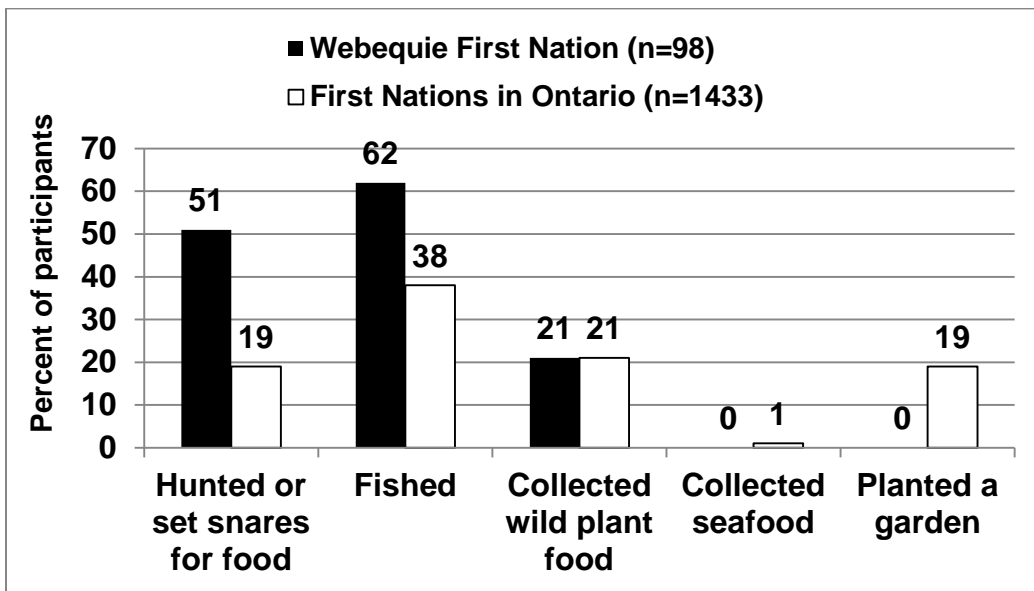 Webequie First Nation (n=98)
First Nations in Ontario (n=1433)
Percent of participants
70
60
50
40
30
20
10
0
51
19
62
38
21
21
0
1
0
19
Hunted or
set snares
for food
Fished
Collected
wild plant
food
Collected
seafood
Planted a
garden